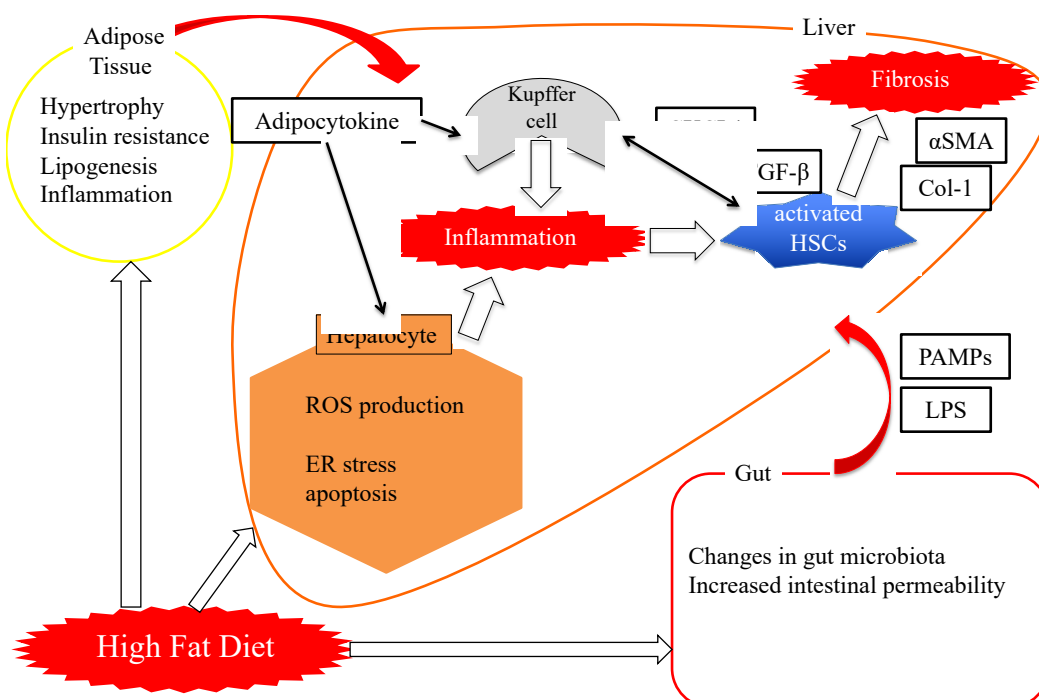 Liver
Adipose
Tissue
Hypertrophy
Insulin resistance
Lipogenesis
Inflammation
Adipocytokine
Kupffer
cell
Fibrosis
αSMA
Col-1
GF-β
activated
HSCs
Inflammation
Hepatocyte
ROS production
ER stress
apoptosis
PAMPs
LPS
Gut
Changes in gut microbiota
Increased intestinal permeability
High Fat Diet